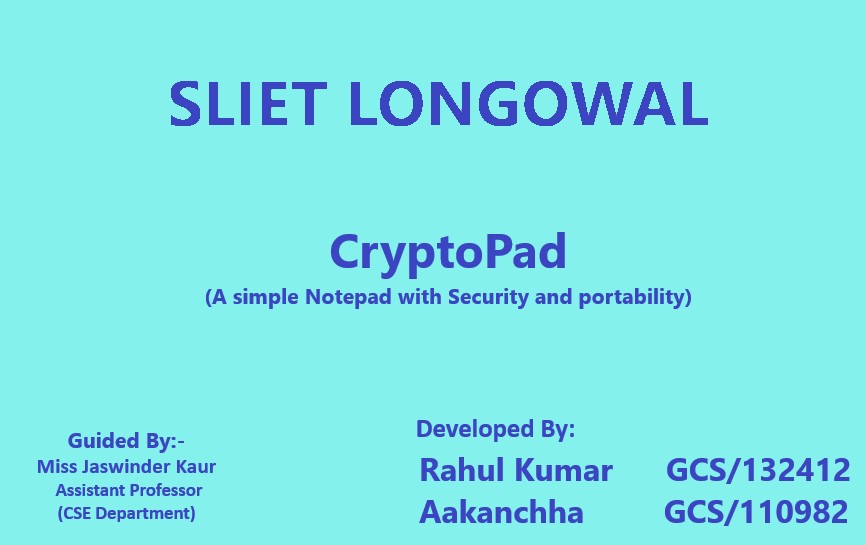 SLIET LONGOWAL
CryptoPad
(A simple Notepad with Security and portability)
Guided By:-
Miss Jaswinder Kaur
Assistant Professor
(CSE Department)
Developed By:
Rahul Kumar GCS/132412
Aakanchha GCS/110982